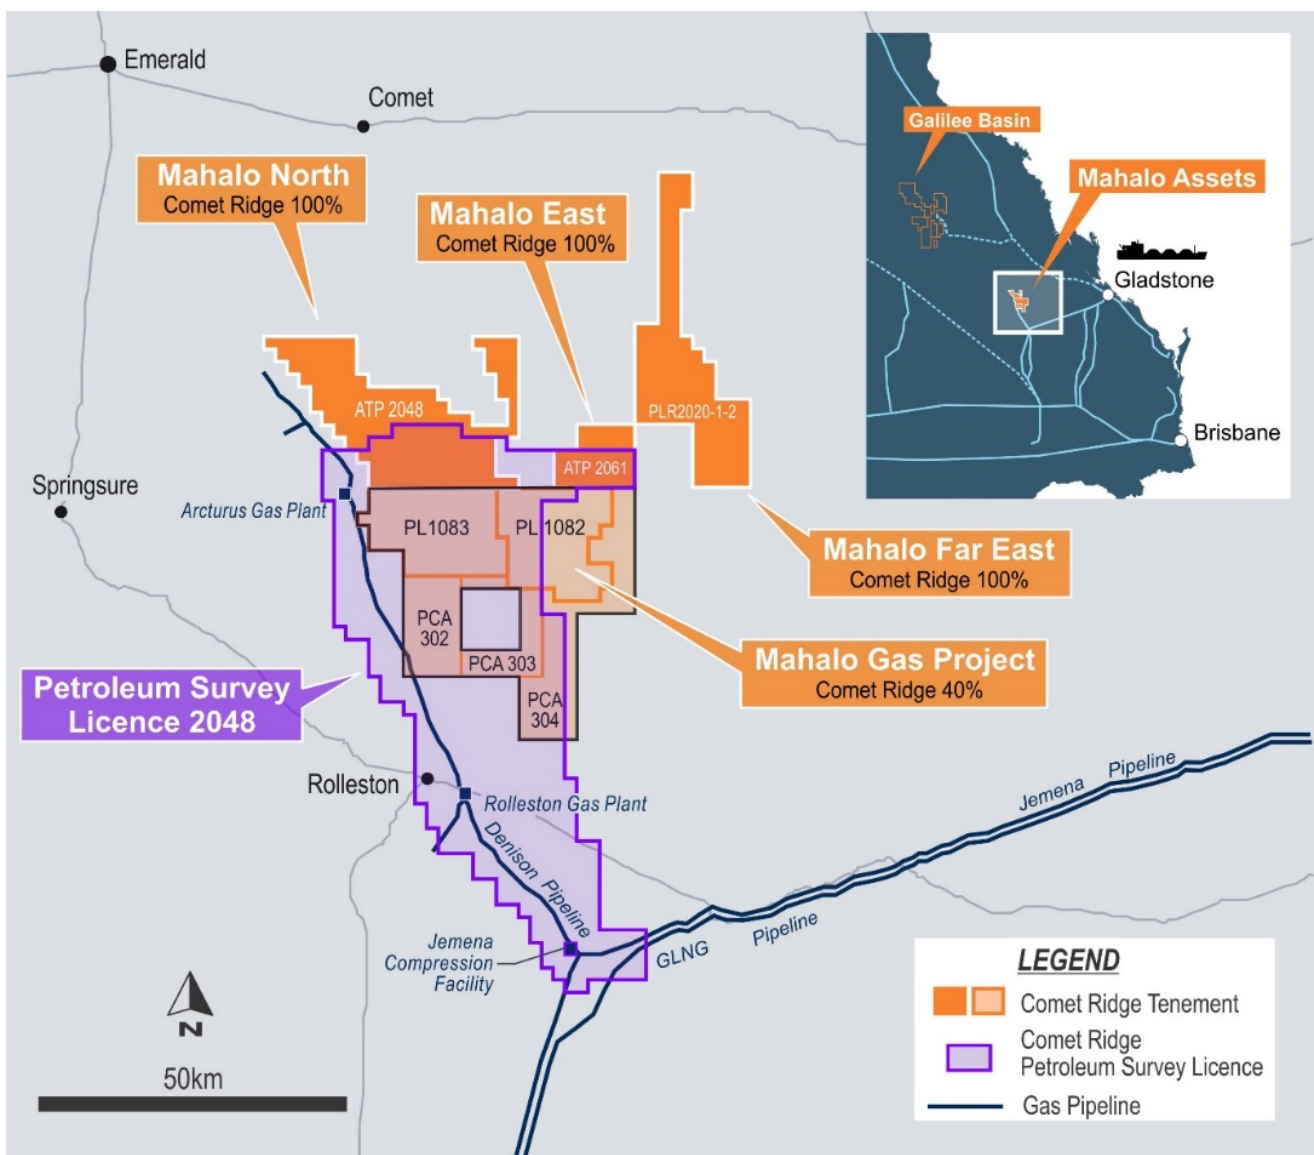 Emerald
Comet
Mahalo North
Comet Ridge 100%
Mahalo East
Comet Ridge 100%
Galilee Basin
Mahalo Assets
Gladstone
Brisbane
ATP 2048
PLR2020-1-2
ATP 2061
Springsure
Arcturus Gas Plant
PL1083
PL 1082
Mahalo Far East
Comet Ridge 100%
PCA
302
PCA 303
Mahalo Gas Project
Comet Ridge 40%
PCA
304
Petroleum Survey
Licence 2048
Rolleston
Rolleston Gas Plant
Denison Pipeline
Jemena Pipeline
GLNG Pipeline
Jemena
Compression
Facility
N
50km
LEGEND
Comet Ridge Tenement
Comet Ridge
Petroleum Survey Licence
Gas Pipeline